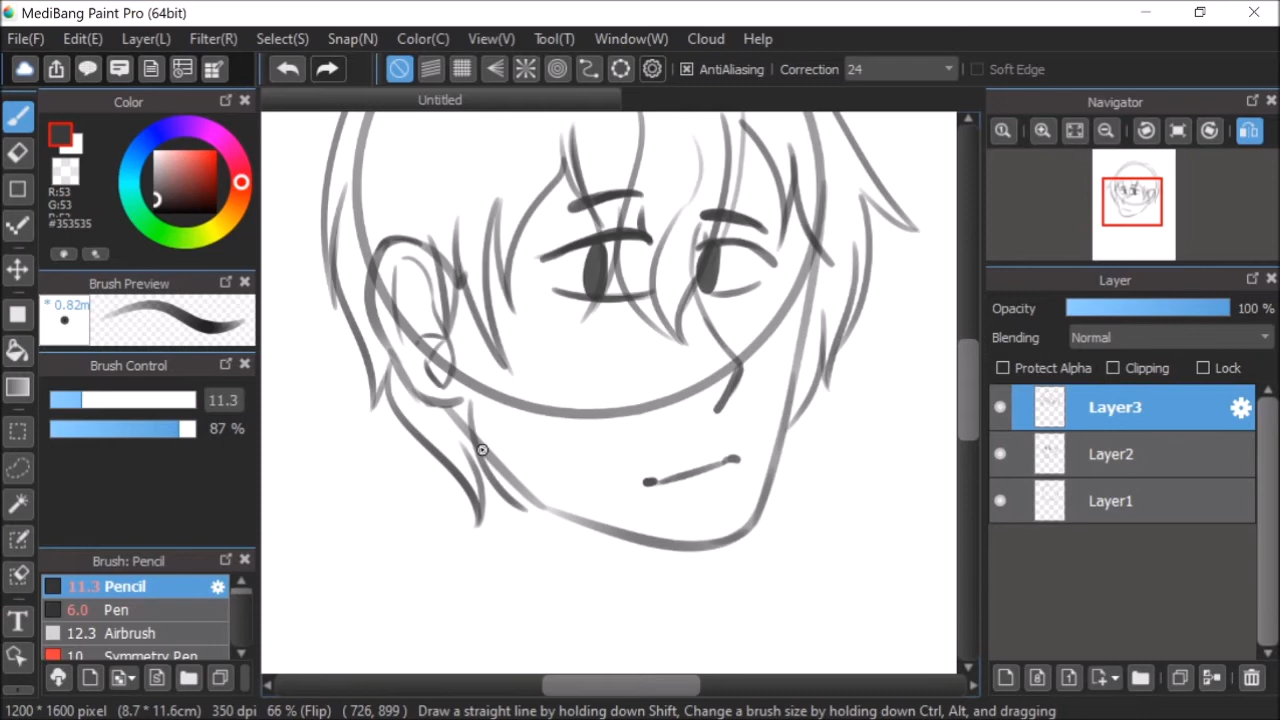 MediBang Paint Pro (64bit)
File(F) Edit(E) Layer(L) Filter(R) Select(S) Snap(N) Color(C) View(V) Tool(T) Window(W) Cloud Help
AntiAliasing Correction 24 Soft Edge
Color
Untitled
Navigator
R:53
G:53
#353535
Brush Preview
* 0.82m
Layer
Opacity 100 %
Blending Normal
Protect Alpha Clipping Lock
Brush Control
11.3
87 %
Layer3
Layer2
Layer1
Brush: Pencil
11.3 Pencil
6.0 Pen
12.3 Airbrush
10 Symmetry Pen
T
1200 * 1600 pixel (8.7 * 11.6cm) 350 dpi 66 % (Flip) ( 726, 899 ) Draw a straight line by holding down Shift, Change a brush size by holding down Ctrl, Alt, and dragging